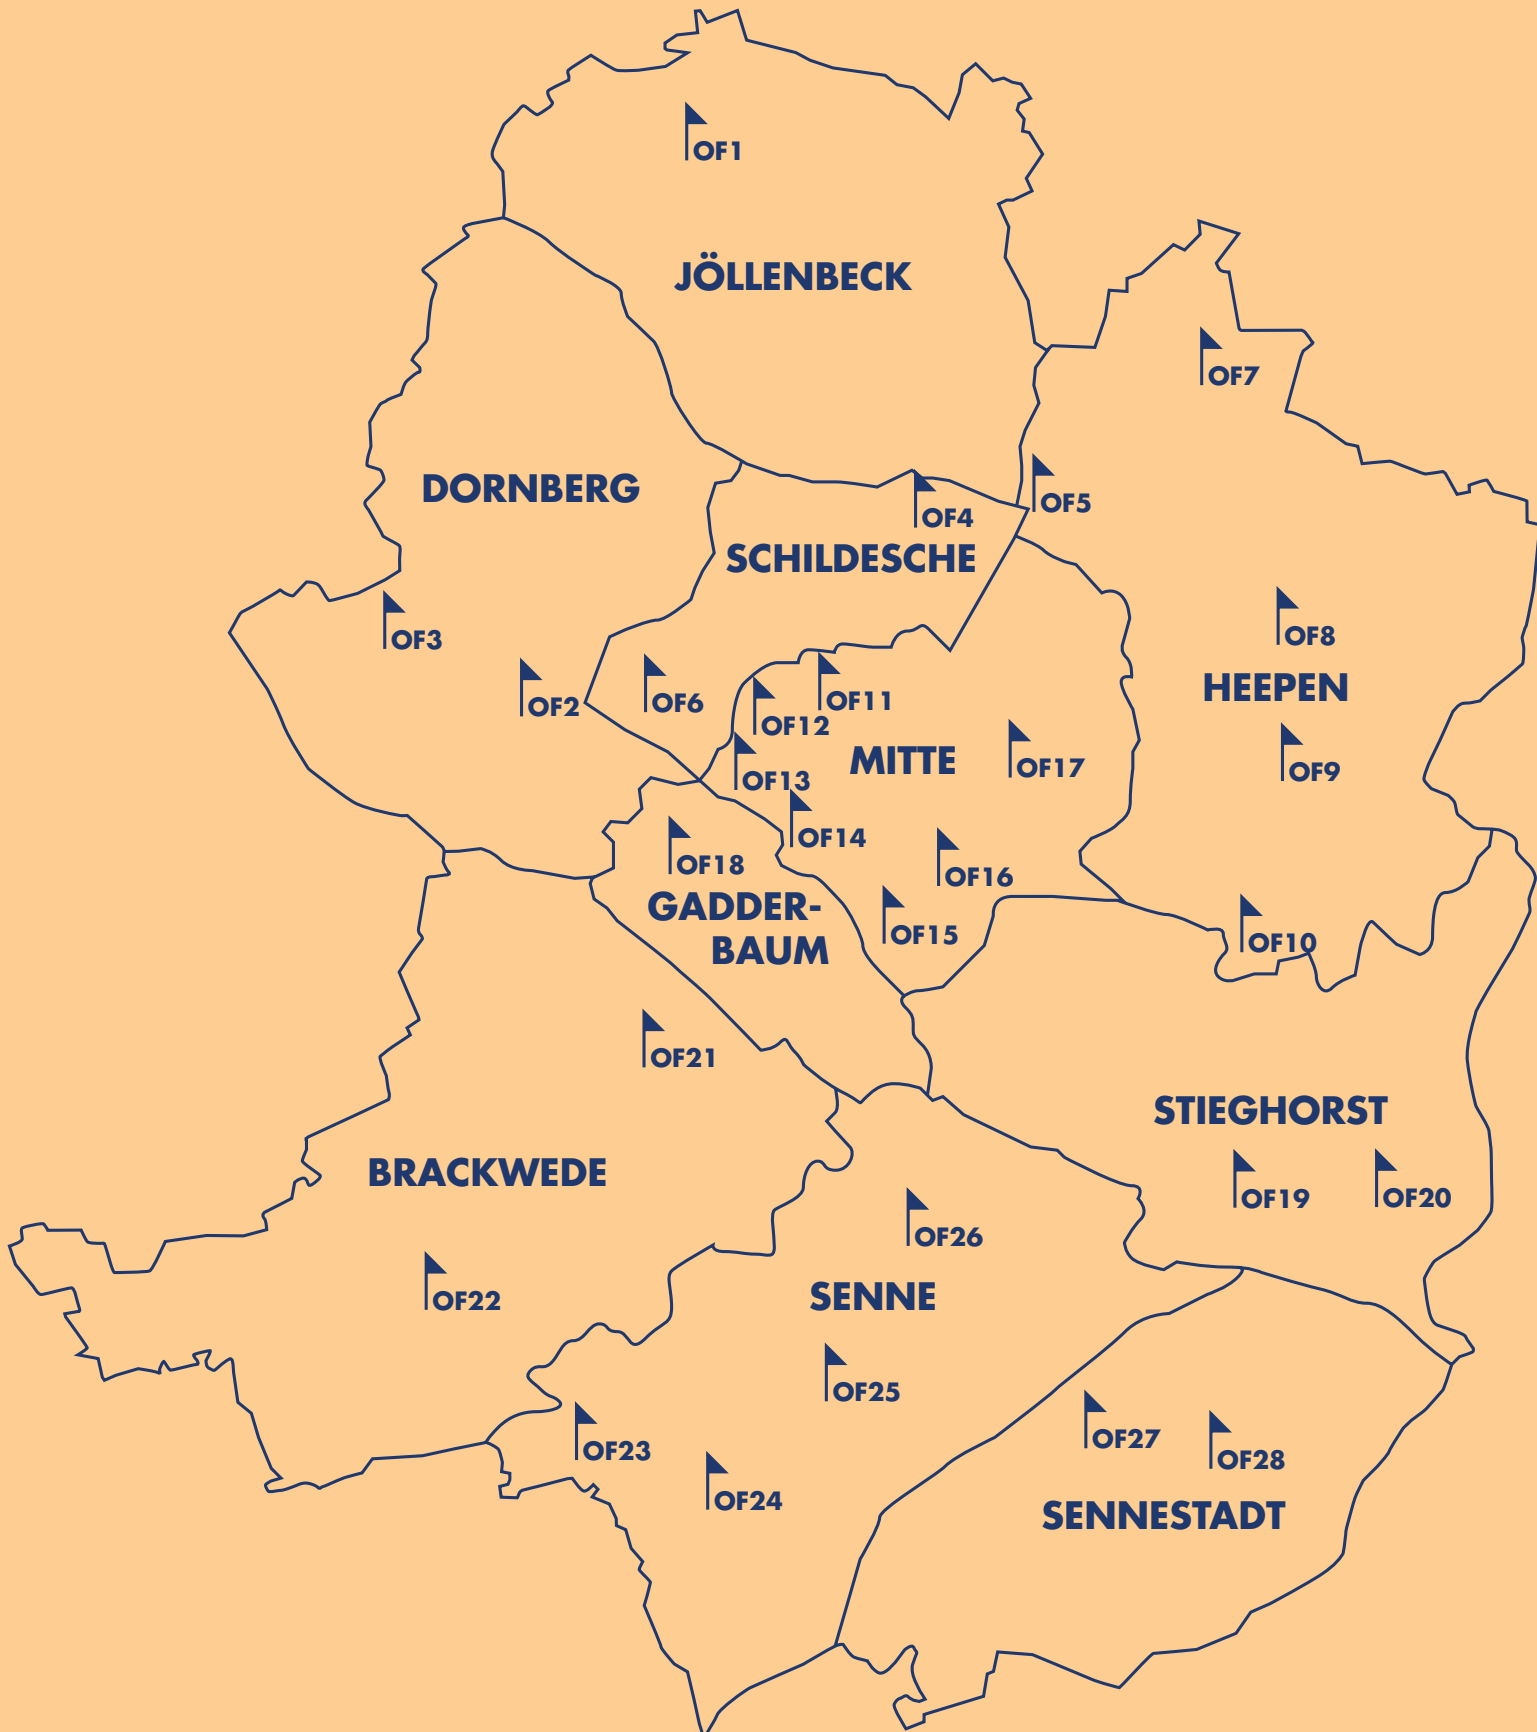 OF1
JÖLLENBECK
OF7
DORNBERG
OF5
OF4
SCHILDESCHE
OF3
OF8
HEEPEN
OF2
OF6
OF11
OF12
MITTE
OF17
OF9
OF13
OF14
OF18
OF16
GADDER-
BAUM
OF15
OF10
OF21
STIEGHORST
BRACKWEDE
OF19
OF20
OF26
OF22
SENNE
OF25
OF27
OF23
OF28
OF24
SENNESTADT